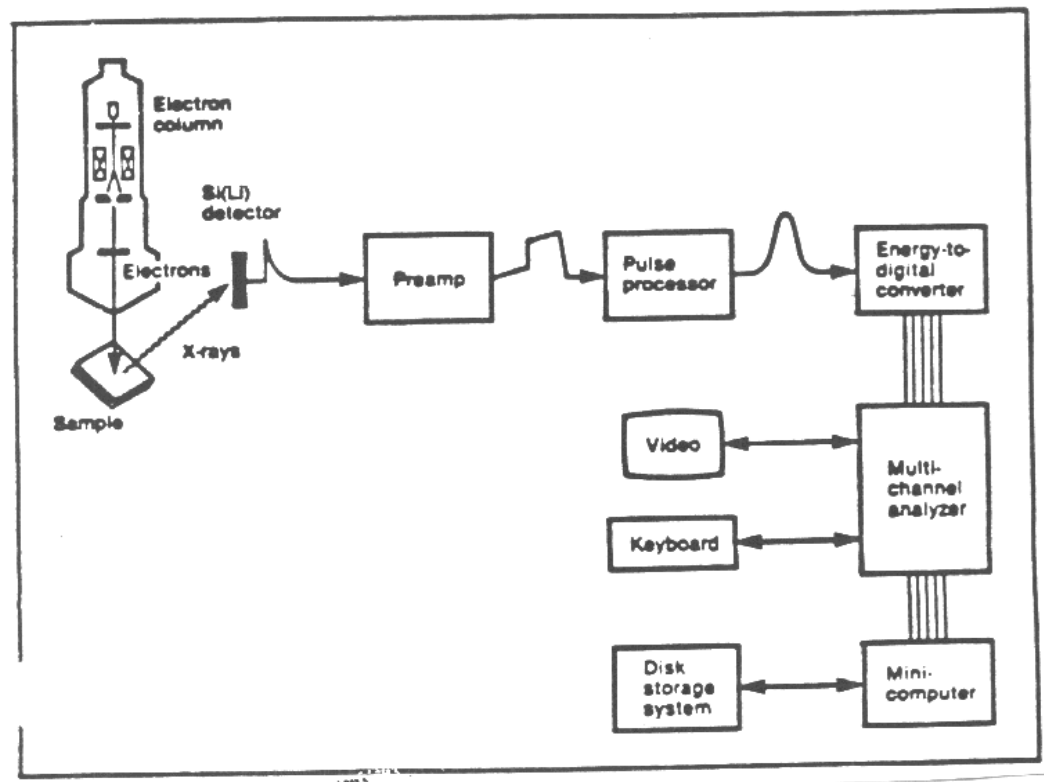 Electron
column
Si(Li)
detector
Electrons
X-rays
Sample
Preamp
Pulse
processor
Energy-to-
digital
converter
Video
Keyboard
Multi-
channel
analyzer
Disk
storage
system
Mini-
computer